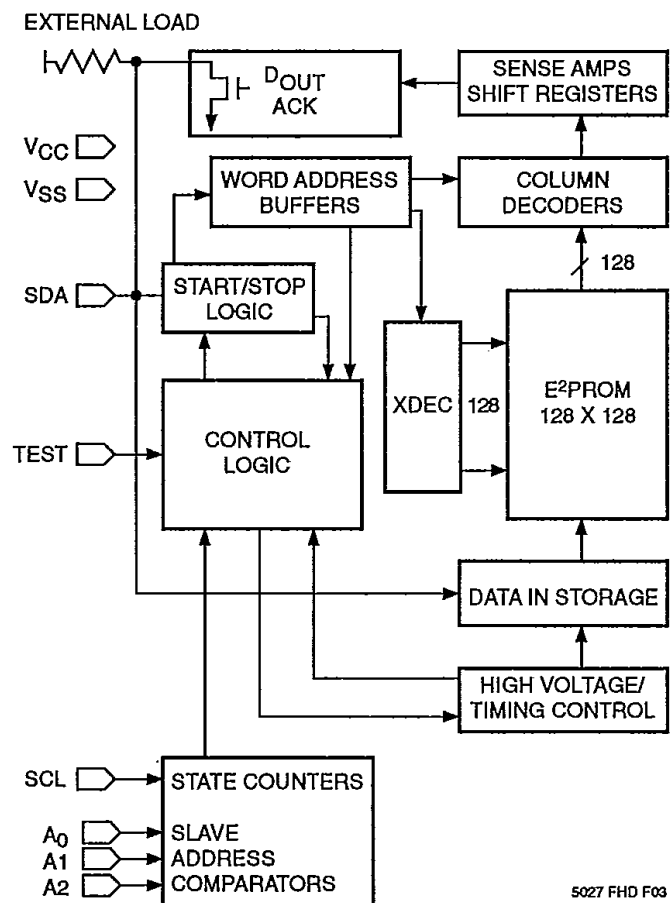 EXTERNAL LOAD
DOUT
ACK
SENSE AMPS
SHIFT REGISTERS
VCC
VSS
WORD ADDRESS
BUFFERS
COLUMN
DECODERS
128
SDA
START/STOP
LOGIC
XDEC
128
E²PROM
128 X 128
TEST
CONTROL
LOGIC
DATA IN STORAGE
HIGH VOLTAGE/
TIMING CONTROL
SCL
STATE COUNTERS
A0
SLAVE
A1
ADDRESS
A2
COMPARATORS
5027 FHD F03